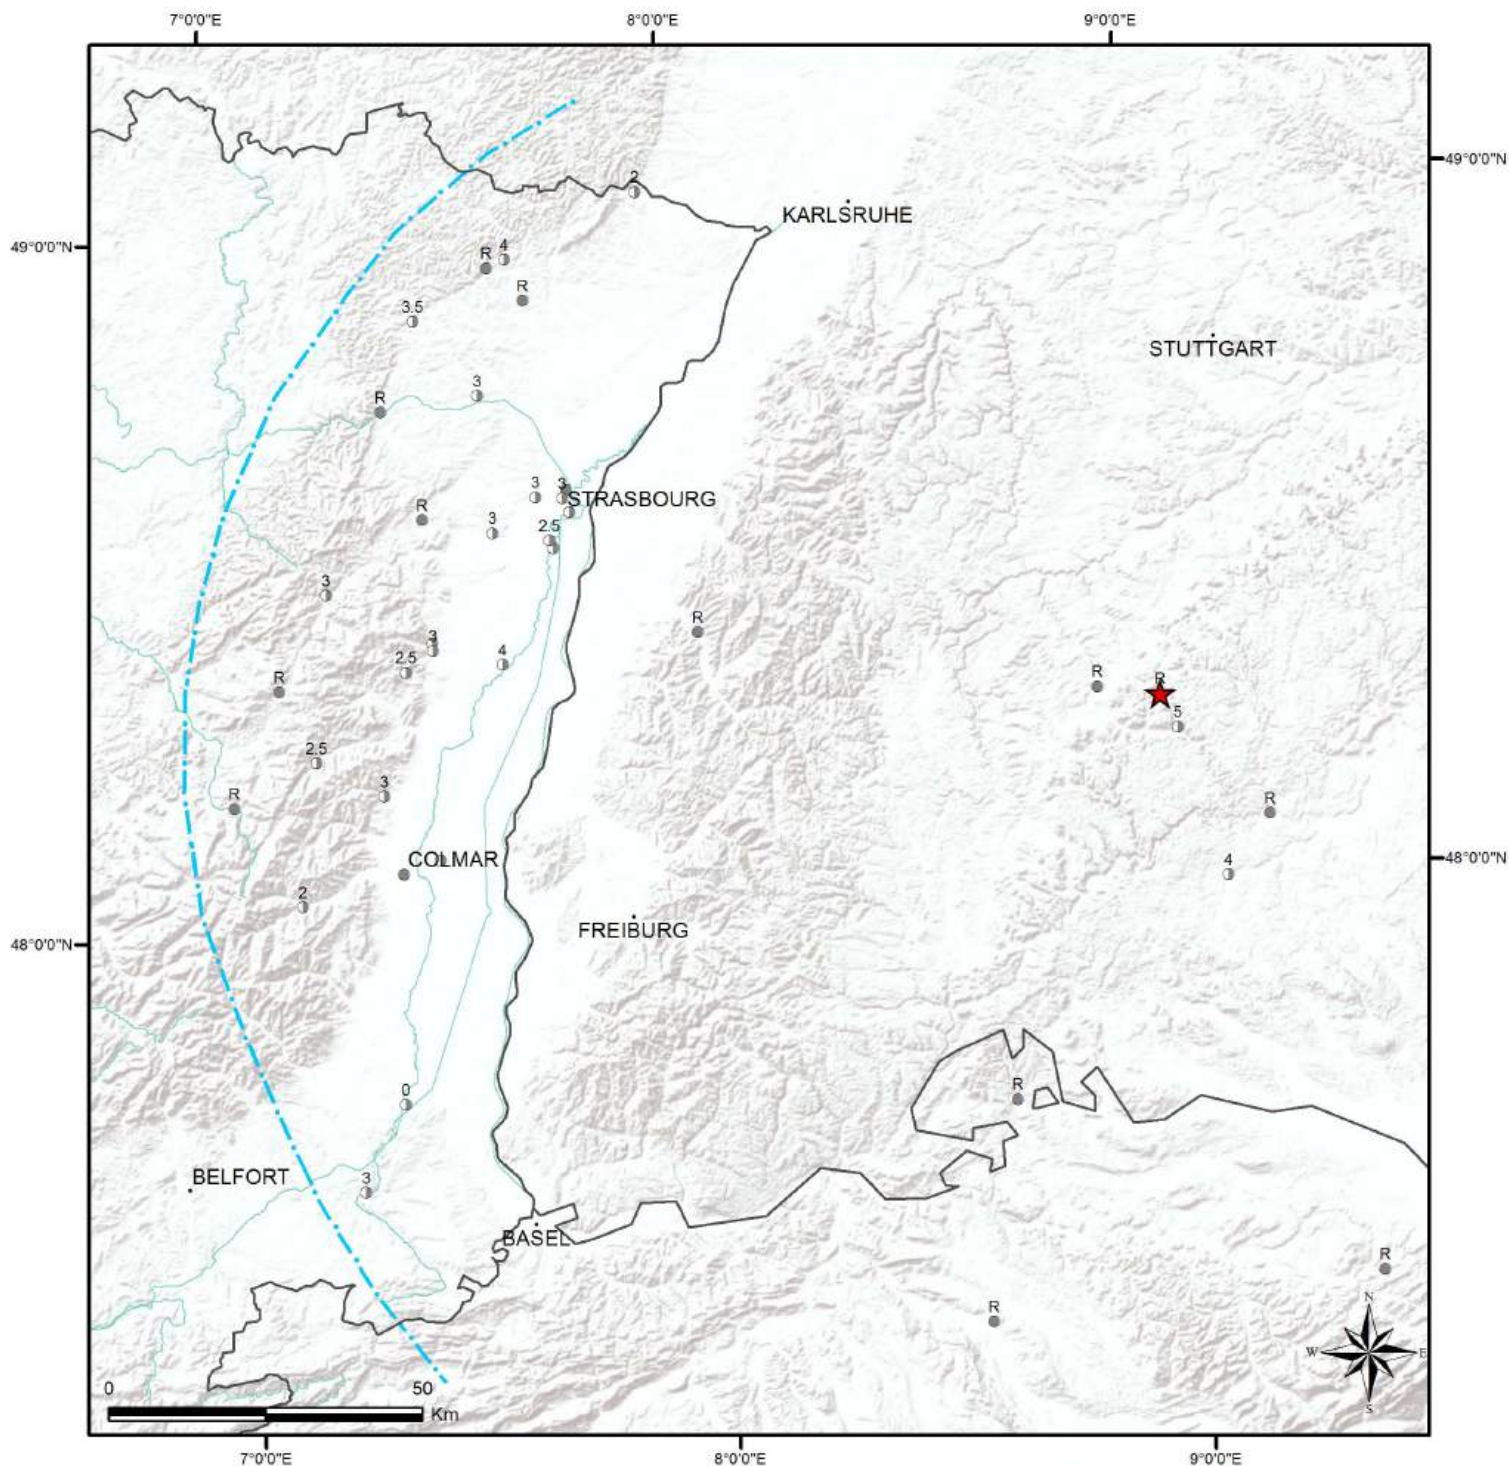 7°0'0"E
8°0'0"E
9°0'0"E
49°0'0"N
2
KARLSRUHE
49°0'0"N
4
R
R
3.5
STUTTGART
3
R
3
3
STRASBOURG
R
3
2.5
3
R
3
4
2.5
R
R
R
5
2.5
3
R
R
COLMAR
4
48°0'0"N
2
FREIBURG
48°0'0"N
R
0
BELFORT
3
BASEL
R
N
R
W
E
S
0
50
Km
7°0'0"E
8°0'0"E
9°0'0"E